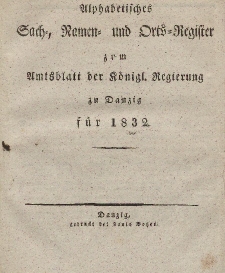 Alphabetisches
Sach-, Namen- und Orts-Register
zum
Amtsblatt der Königl. Regierung
zu Danzig
für 1832
Danzig,
gedruckt bei